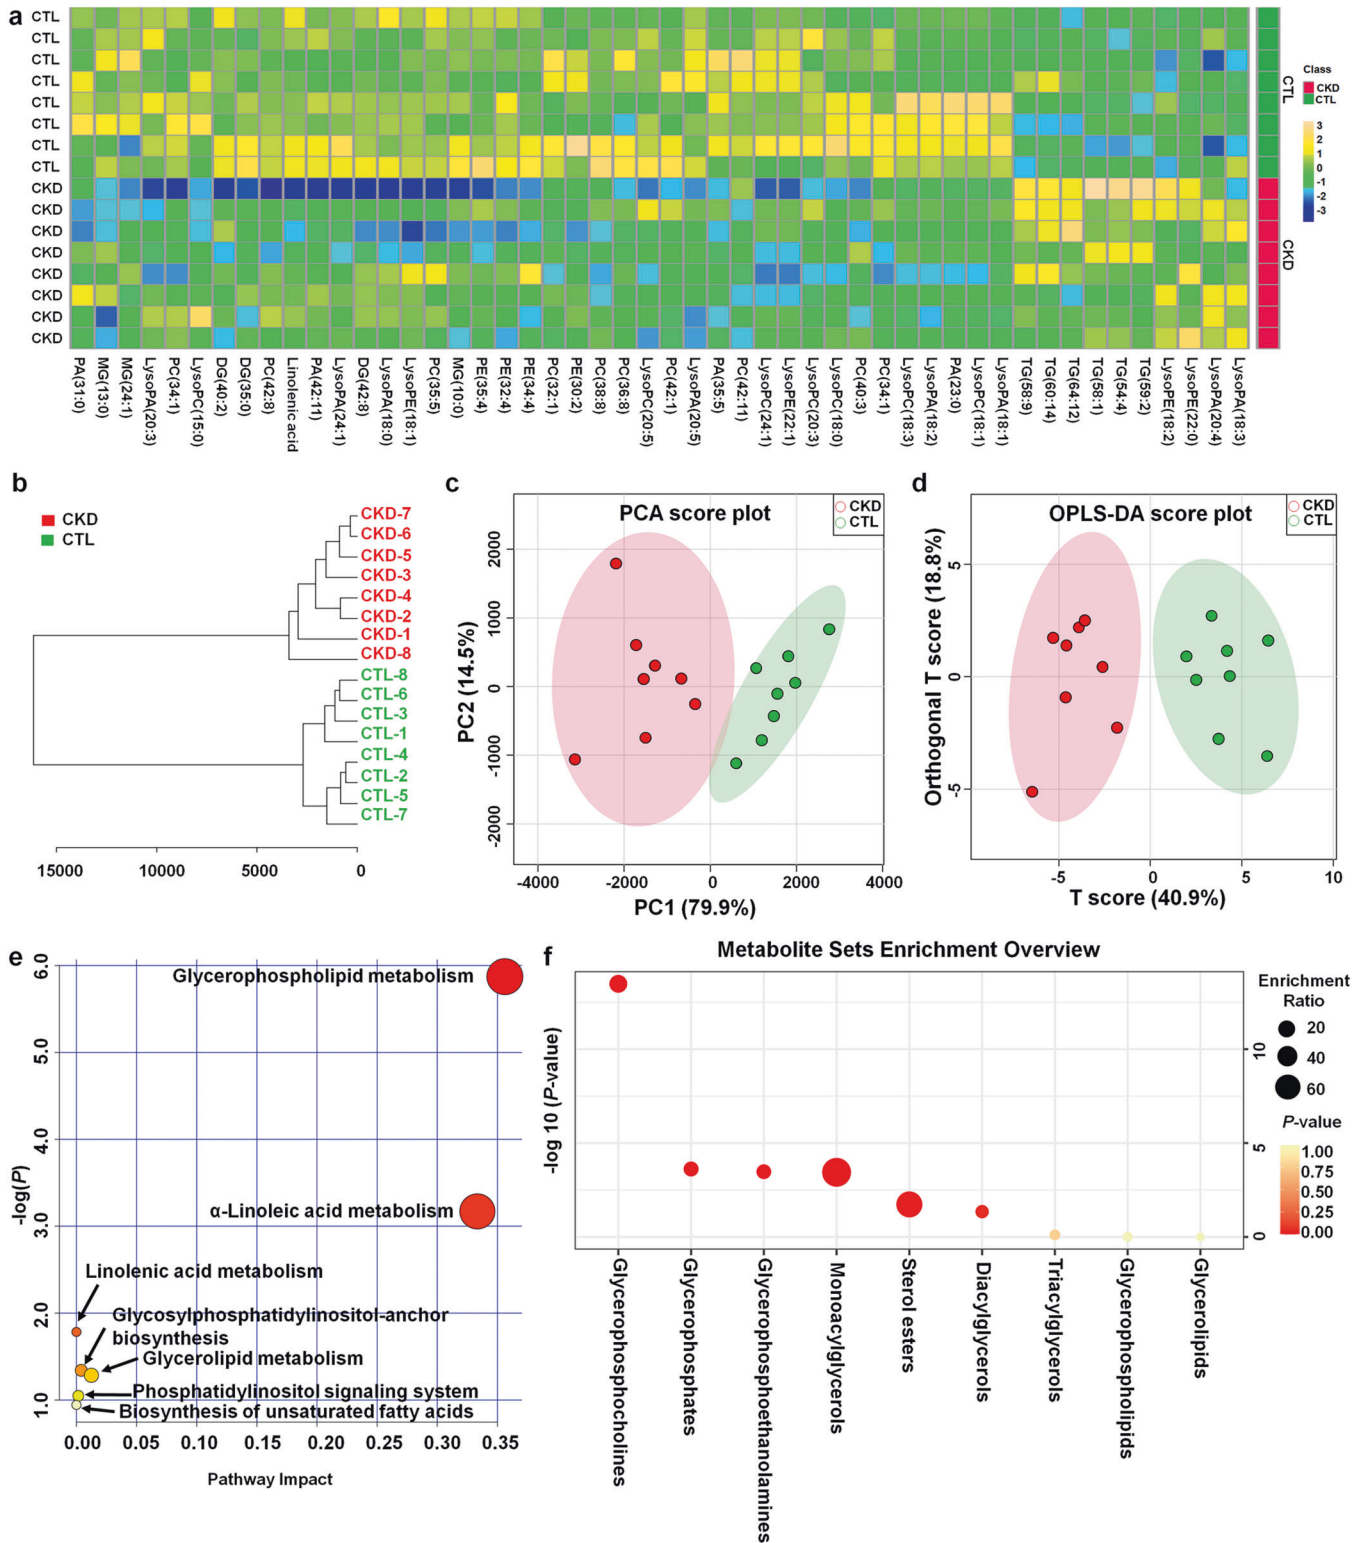 a
CTL
CTL
CTL
CTL
CTL
CTL
CTL
CTL
CKD
CKD
CKD
CKD
CKD
CKD
CKD
CKD
CTL
CKD
Class
CKD
CTL
3
2
1
0
-1
-2
-3
PA(31:0)
MG(13:0)
MG(24:1)
LysoPA(20:3)
PC(34:1)
LysoPC(15:0)
DG(40:2)
DG(35:0)
PC(42:8)
Linolenic acid
PA(42:11)
LysoPA(24:1)
DG(42:8)
LysoPA(18:0)
LysoPE(18:1)
PC(35:5)
MG(10:0)
PE(35:4)
PE(32:4)
PE(34:4)
PC(32:1)
PE(30:2)
PC(38:8)
PC(36:8)
LysoPC(20:5)
PC(42:1)
LysoPA(20:5)
PA(35:5)
PC(42:11)
LysoPC(24:1)
LysoPE(22:1)
LysoPC(20:3)
LysoPC(18:0)
PC(40:3)
PC(34:1)
LysoPC(18:3)
LysoPA(18:2)
PA(23:0)
LysoPC(18:1)
LysoPA(18:1)
TG(58:9)
TG(60:14)
TG(64:12)
TG(58:1)
TG(54:4)
TG(59:2)
LysoPE(18:2)
LysoPE(22:0)
LysoPA(20:4)
LysoPA(18:3)
b
CKD
CTL
CKD-7
CKD-6
CKD-5
CKD-3
CKD-4
CKD-2
CKD-1
CKD-8
CTL-8
CTL-6
CTL-3
CTL-1
CTL-4
CTL-2
CTL-5
CTL-7
15000 10000 5000 0
c
PCA score plot
CKD
CTL
PC2 (14.5%)
2000
1000
0
-1000
-2000
-4000 -2000 0 2000 4000
PC1 (79.9%)
d
OPLS-DA score plot
CKD
CTL
Orthogonal T score (18.8%)
5
0
-5
-5 0 5 10
T score (40.9%)
e
-log(P)
6.0
5.0
4.0
3.0
2.0
1.0
Glycerophospholipid metabolism
α-Linoleic acid metabolism
Linolenic acid metabolism
Glycosylphosphatidylinositol-anchor
biosynthesis
Glycerolipid metabolism
Phosphatidylinositol signaling system
Biosynthesis of unsaturated fatty acids
0.00 0.05 0.10 0.15 0.20 0.25 0.30 0.35
Pathway Impact
f
Metabolite Sets Enrichment Overview
-log 10 (P-value)
10
5
0
Glycerophosphocholines
Glycerophosphates
Glycerophosphoethanolamines
Monoacylglycerols
Sterol esters
Diacylglycerols
Triacylglycerols
Glycerophospholipids
Glycerolipids
Enrichment
Ratio
20
40
60
P-value
1.00
0.75
0.50
0.25
0.00